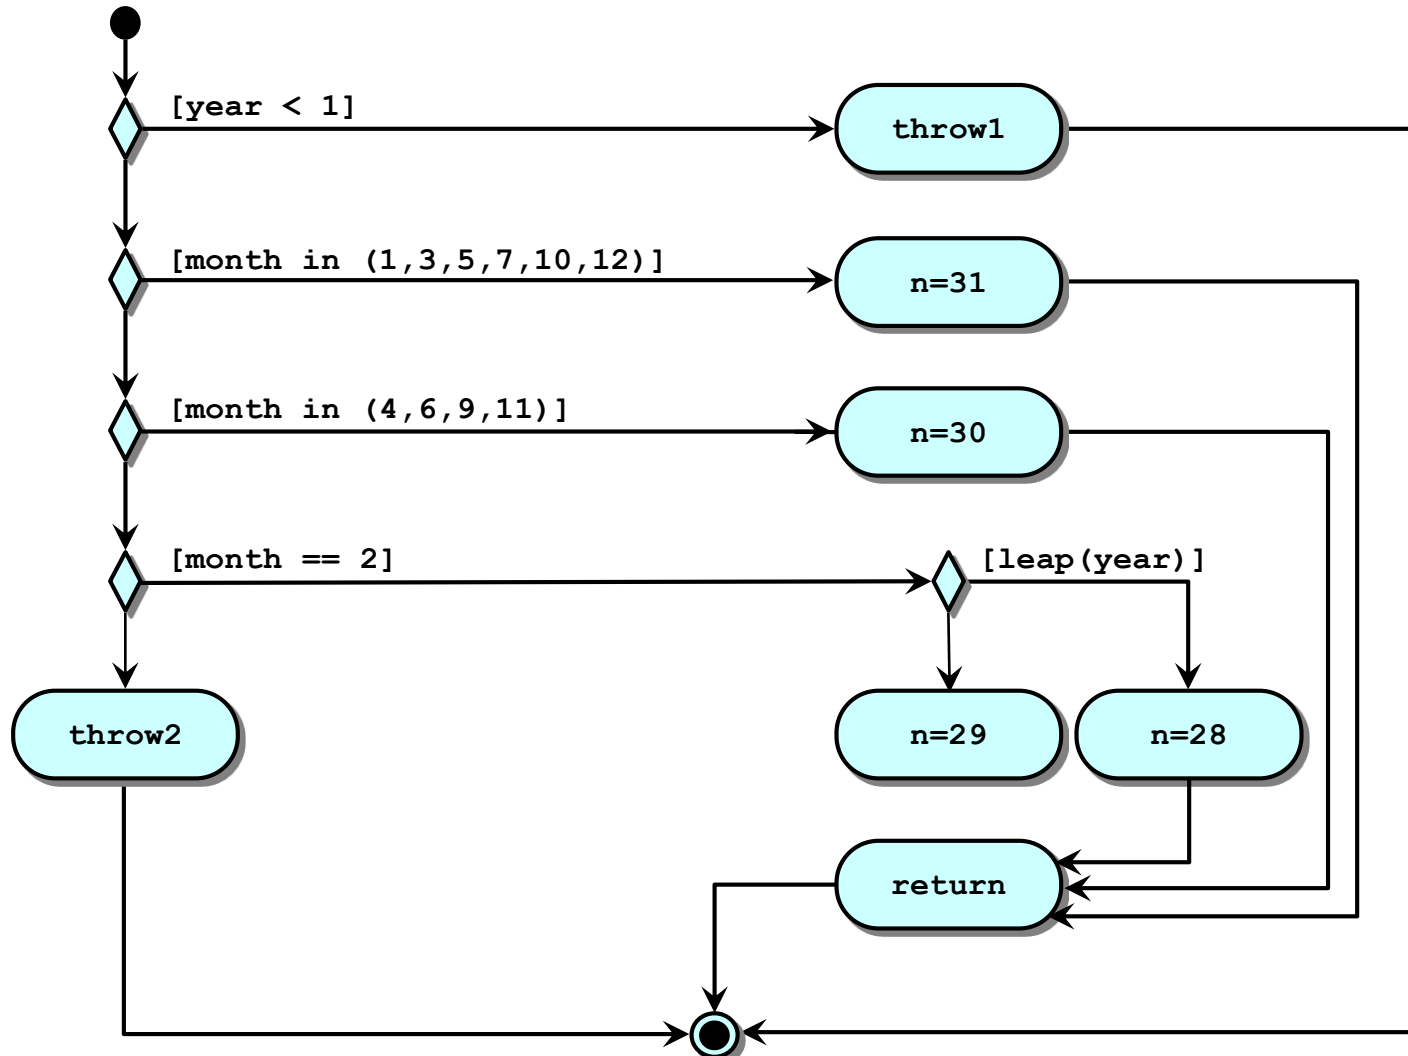 [year < 1]
throw1
[month in (1,3,5,7,10,12)]
n=31
[month in (4,6,9,11)]
n=30
[month == 2]
[leap(year)]
throw2
n=29
n=28
return